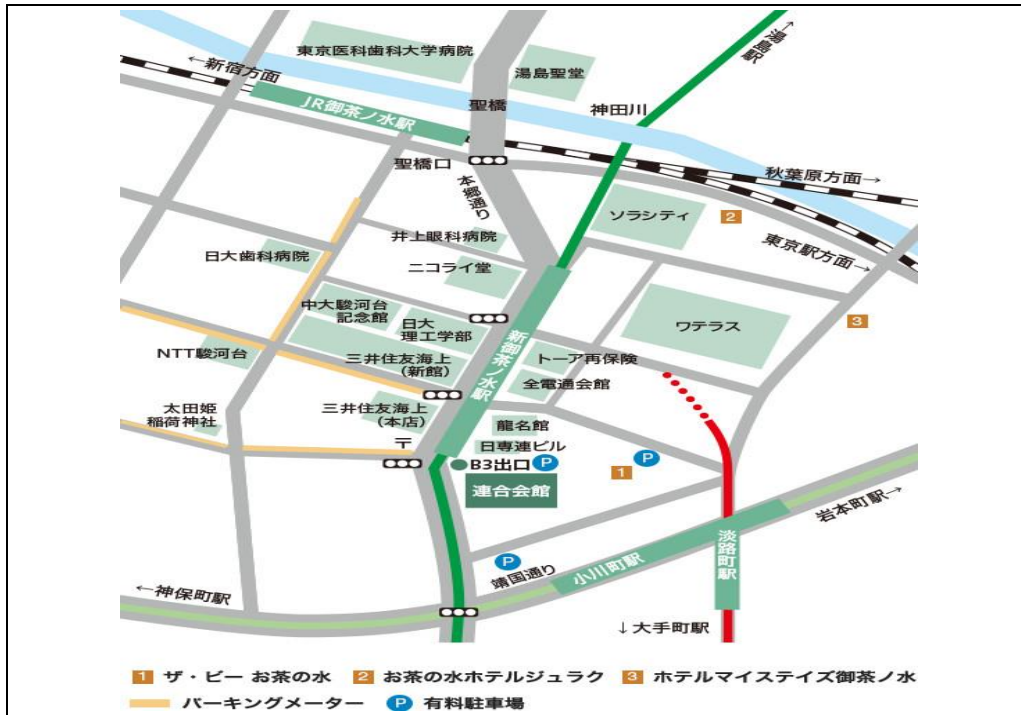 東京医科歯科大学病院
湯島聖堂
→湯島駅
←新宿方面
JR御茶ノ水駅
聖橋
神田川
聖橋口
本郷通り
秋葉原方面→
ソラシティ
2
東京駅方面→
井上眼科病院
日大歯科病院
ニコライ堂
中大駿河台
記念館
日大
理工学部
新御茶ノ水駅
ワテラス
3
NTT駿河台
三井住友海上
(新館)
トーア再保険
全電通会館
太田姫
稲荷神社
三井住友海上
(本店)
〒
龍名館
日専連ビル
B3出口 P
1
P
連合会館
岩本町駅→
淡路町駅
小川町駅
P
靖国通り
←神保町駅
↓大手町駅
1 ザ・ビー お茶の水 2 お茶の水ホテルジュラク 3 ホテルマイステイズ御茶ノ水
パーキングメーター P 有料駐車場